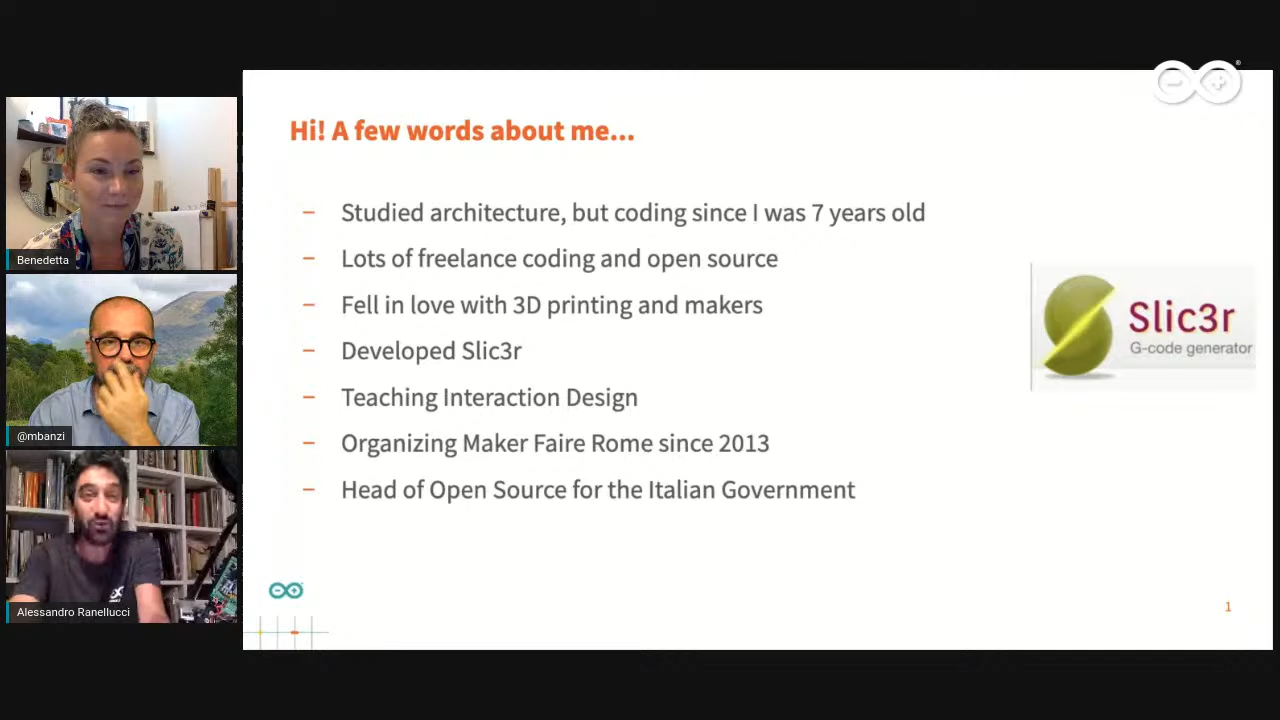 Hi! A few words about me...
– Studied architecture, but coding since I was 7 years old
– Lots of freelance coding and open source
– Fell in love with 3D printing and makers
– Developed Slic3r
– Teaching Interaction Design
– Organizing Maker Faire Rome since 2013
– Head of Open Source for the Italian Government
Slic3r
G-code generator
1
Benedetta
@mbanzi
Alessandro Ranellucci